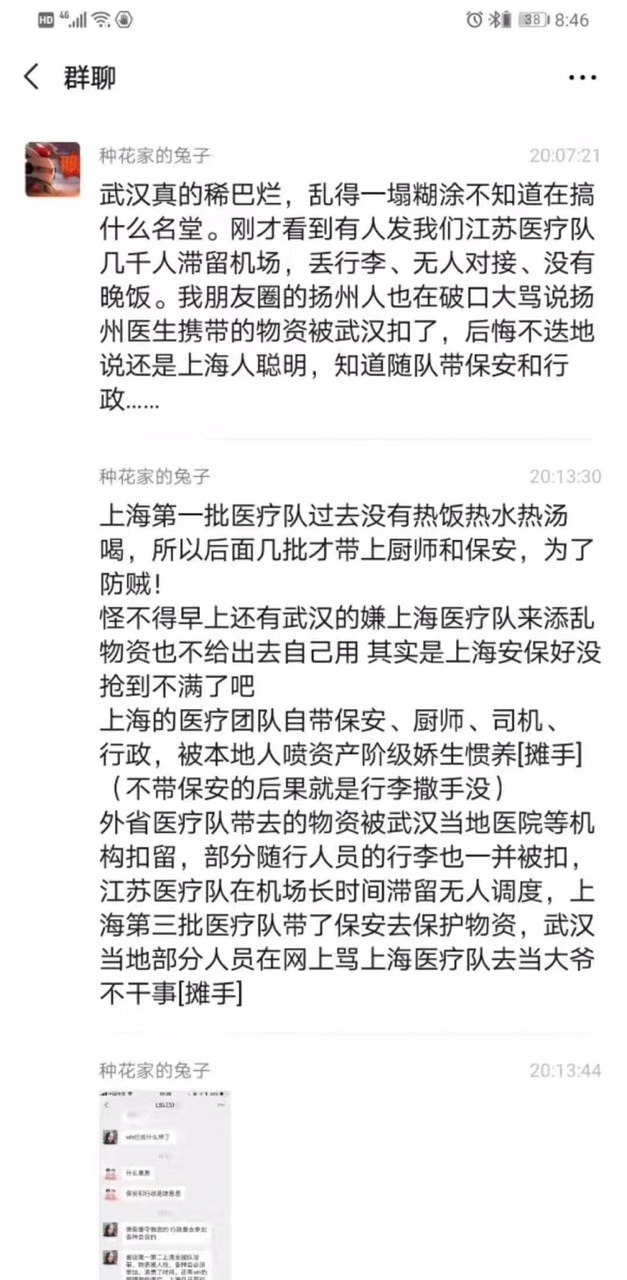 HD 4G 38 8:46
群聊
种花家的兔子 20:07:21
武汉真的稀巴烂，乱得一塌糊涂不知道在搞
什么名堂。刚才看到有人发我们江苏医疗队
几千人滞留机场，丢行李、无人对接、没有
晚饭。我朋友圈的扬州人也在破口大骂说扬
州医生携带的物资被武汉扣了，后悔不迭地
说还是上海人聪明，知道随队带保安和行
政……
种花家的兔子 20:13:30
上海第一批医疗队过去没有热饭热水热汤
喝，所以后面几批才带上厨师和保安，为了
防贼！
怪不得早上还有武汉的嫌上海医疗队来添乱
物资也不给出去自己用 其实是上海安保好没
抢到不满了吧
上海的医疗团队自带保安、厨师、司机、
行政，被本地人喷资产阶级娇生惯养[摊手]
（不带保安的后果就是行李撒手没）
外省医疗队带去的物资被武汉当地医院等机
构扣留，部分随行人员的行李也一并被扣，
江苏医疗队在机场长时间滞留无人调度，上
海第三批医疗队带了保安去保护物资，武汉
当地部分人员在网上骂上海医疗队去当大爷
不干事[摊手]
种花家的兔子 20:13:44
什么意思
保安和行政是啥意思